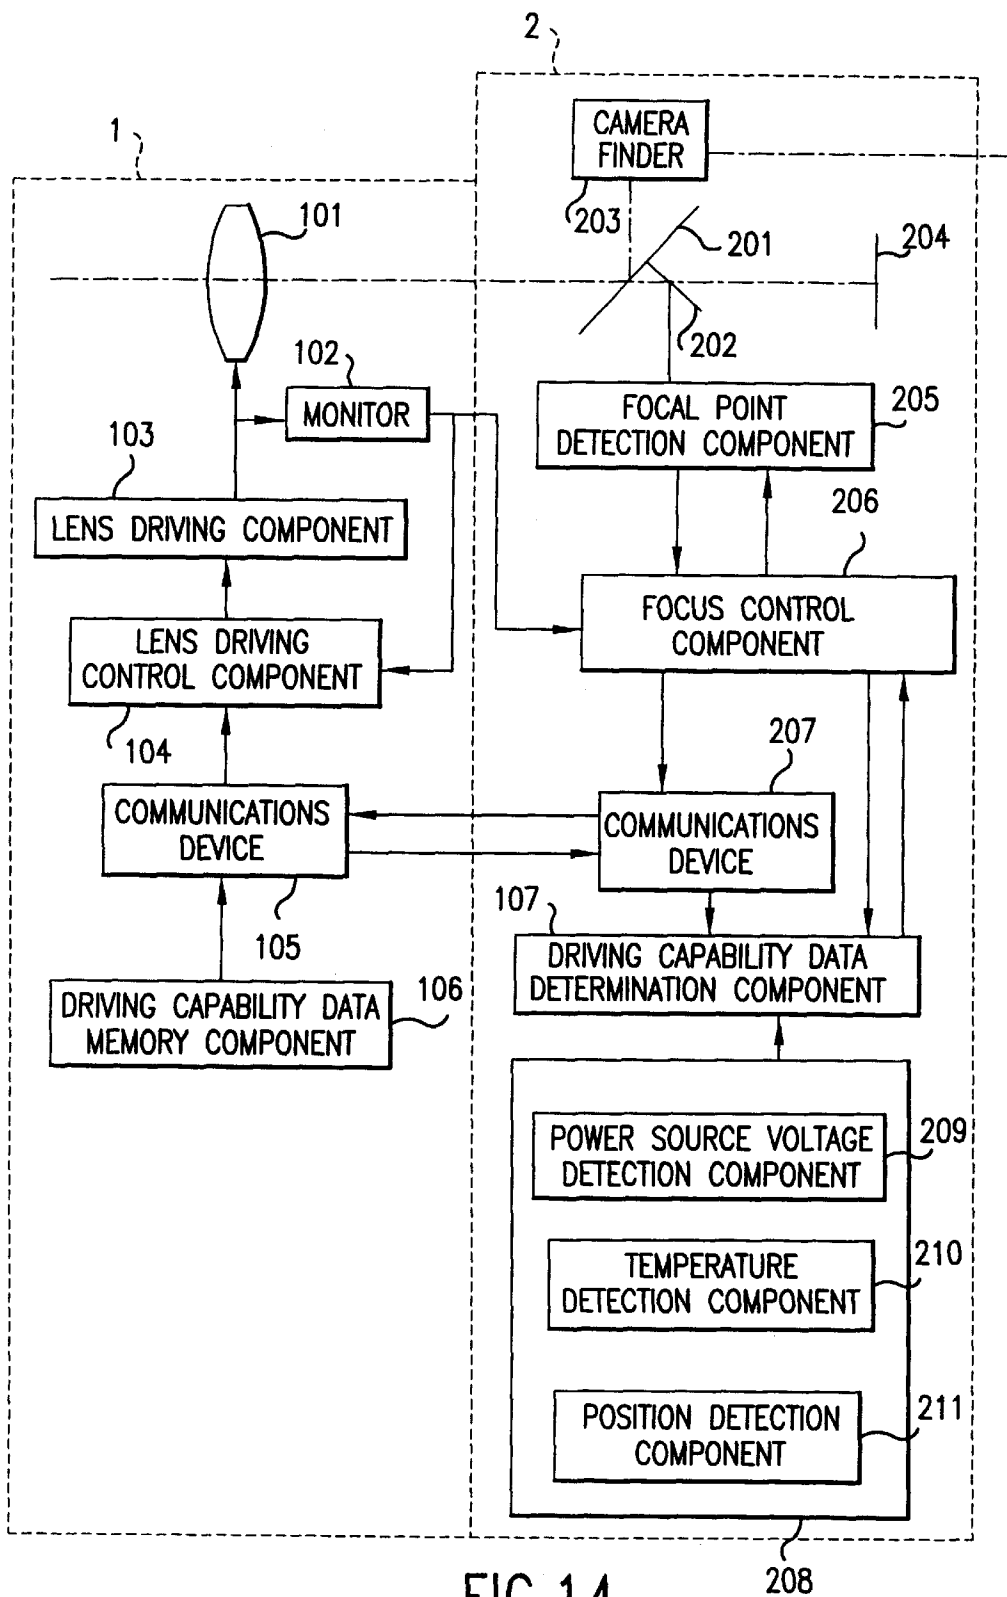 2
CAMERA
FINDER
1
203
101
201
204
202
102
MONITOR
FOCAL POINT
DETECTION COMPONENT
205
103
LENS DRIVING COMPONENT
206
FOCUS CONTROL
COMPONENT
LENS DRIVING
CONTROL COMPONENT
104
207
COMMUNICATIONS
DEVICE
COMMUNICATIONS
DEVICE
105
107
DRIVING CAPABILITY DATA
DETERMINATION COMPONENT
DRIVING CAPABILITY DATA
MEMORY COMPONENT
106
POWER SOURCE VOLTAGE
DETECTION COMPONENT
209
TEMPERATURE
DETECTION COMPONENT
210
POSITION DETECTION
COMPONENT
211
208
FIG.14